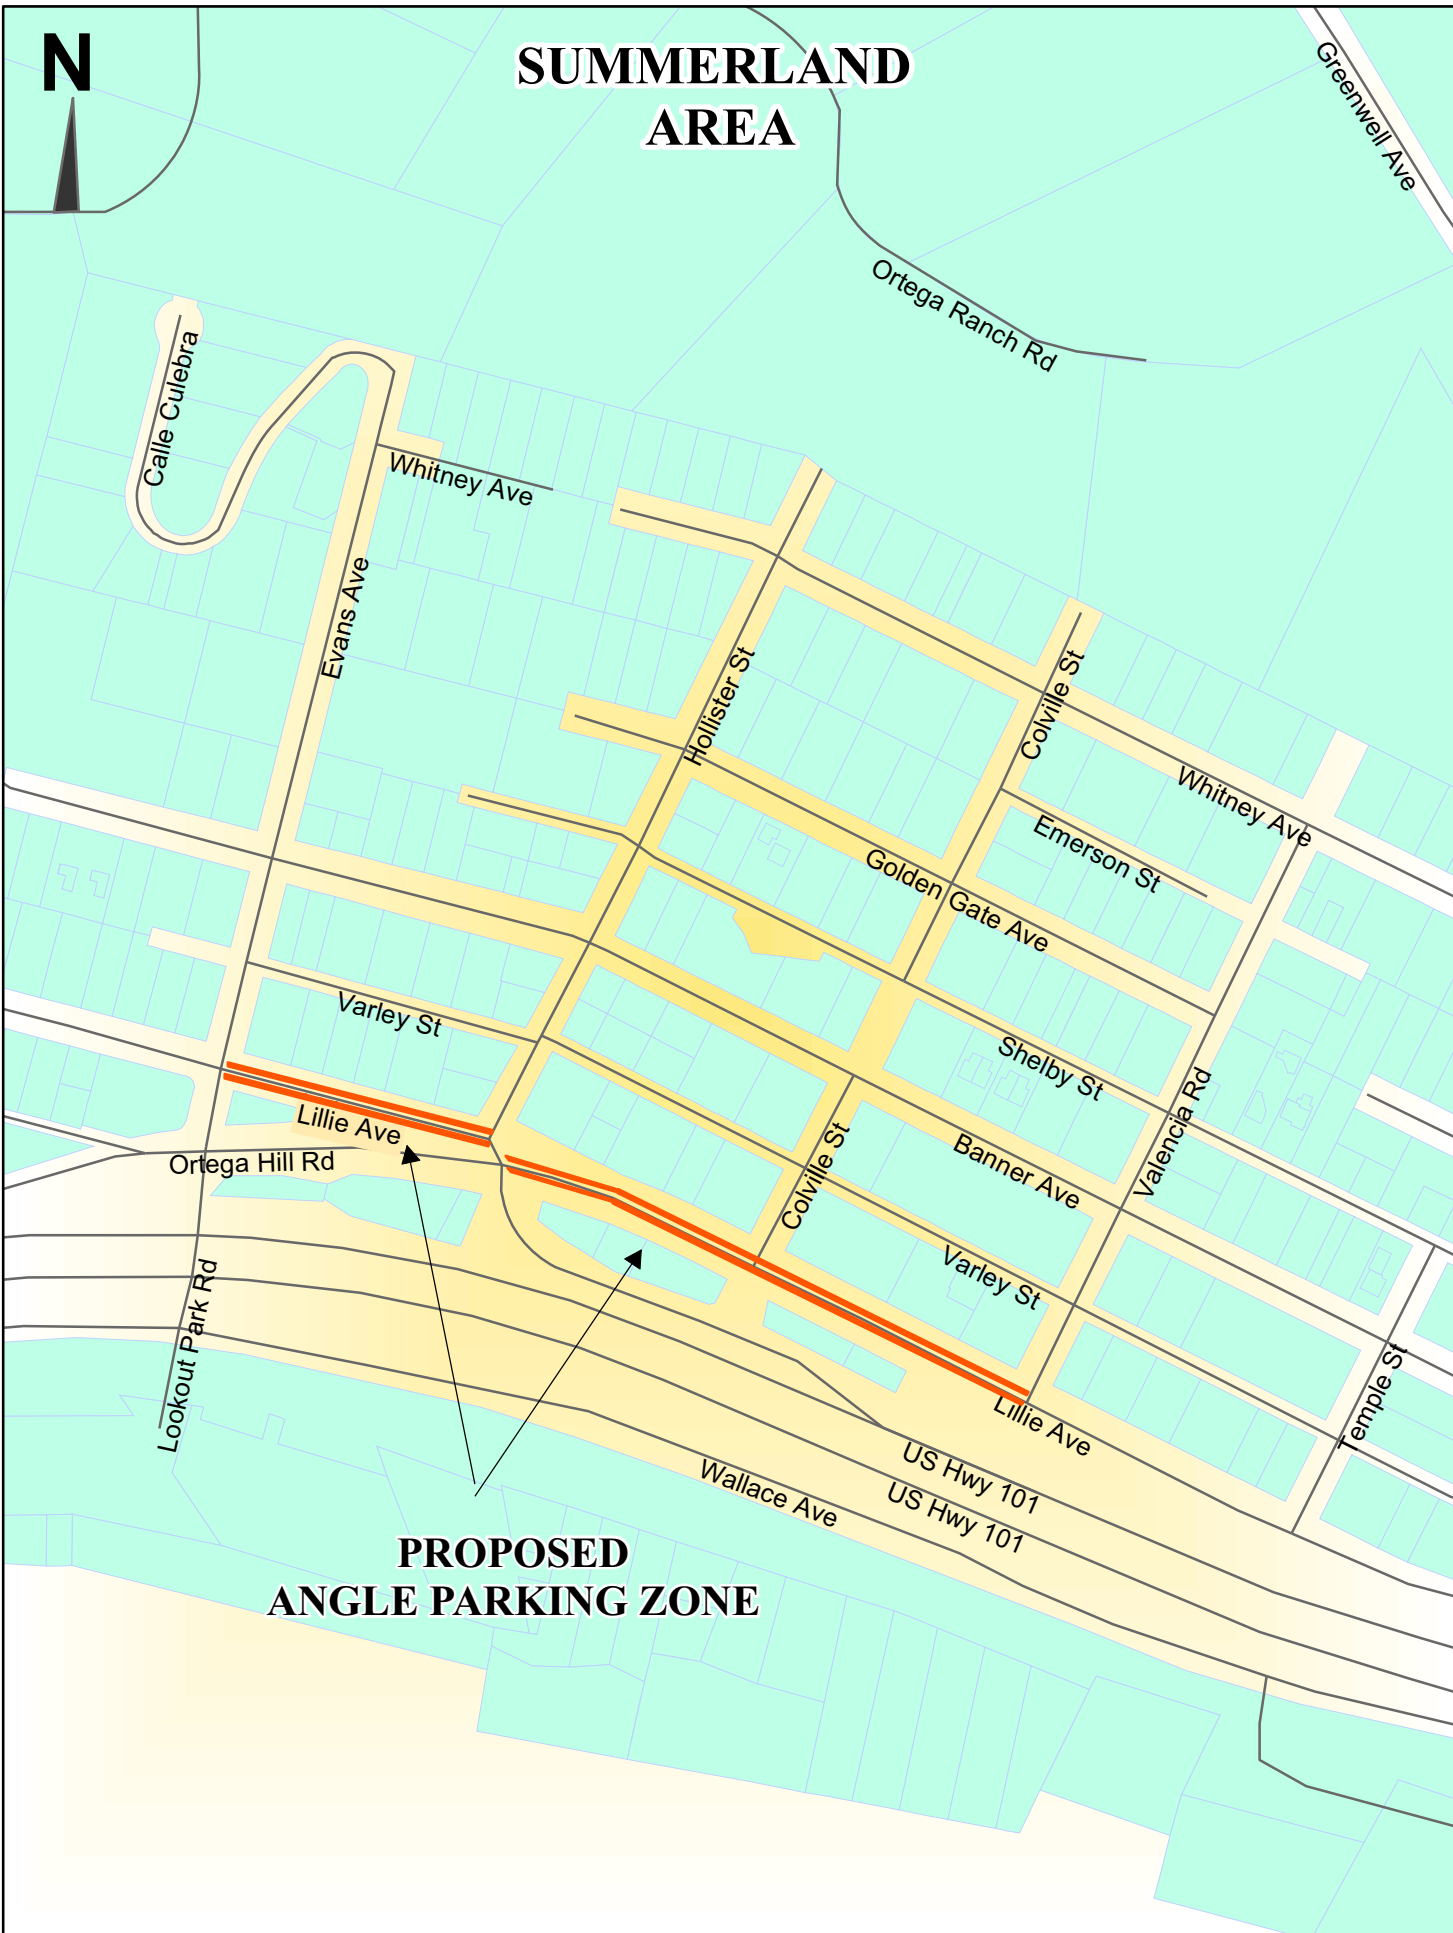 N
SUMMERLAND
AREA
Greenwell Ave
Ortega Ranch Rd
Calle Culebra
Whitney Ave
Evans Ave
Hollister St
Colville St
Whitney Ave
Emerson St
Golden Gate Ave
Varley St
Shelby St
Lillie Ave
Ortega Hill Rd
Valencia Rd
Banner Ave
Colville St
Varley St
Lookout Park Rd
Temple St
Lillie Ave
US Hwy 101
US Hwy 101
Wallace Ave
PROPOSED
ANGLE PARKING ZONE